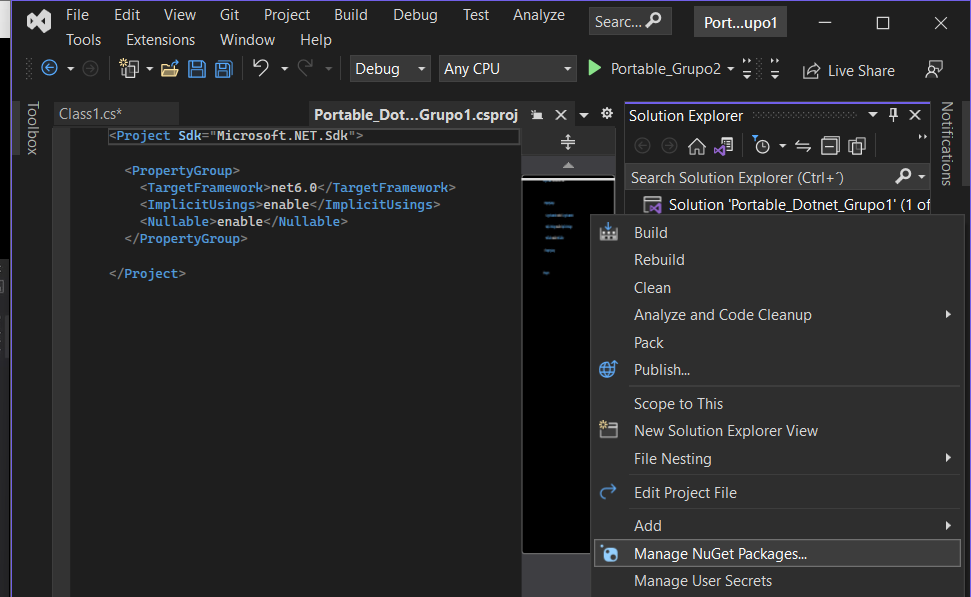 File Edit View Git Project Build Debug Test Analyze Searc... Port...upo1
Tools Extensions Window Help
Debug Any CPU Portable_Grupo2 Live Share
Toolbox
Class1.cs* Portable_Dot...Grupo1.csproj
<Project Sdk="Microsoft.NET.Sdk">
<PropertyGroup>
<TargetFramework>net6.0</TargetFramework>
<ImplicitUsings>enable</ImplicitUsings>
<Nullable>enable</Nullable>
</PropertyGroup>
</Project>
Solution Explorer
Search Solution Explorer (Ctrl+´)
Solution 'Portable_Dotnet_Grupo1' (1 of
Notifications
Build
Rebuild
Clean
Analyze and Code Cleanup
Pack
Publish...
Scope to This
New Solution Explorer View
File Nesting
Edit Project File
Add
Manage NuGet Packages...
Manage User Secrets